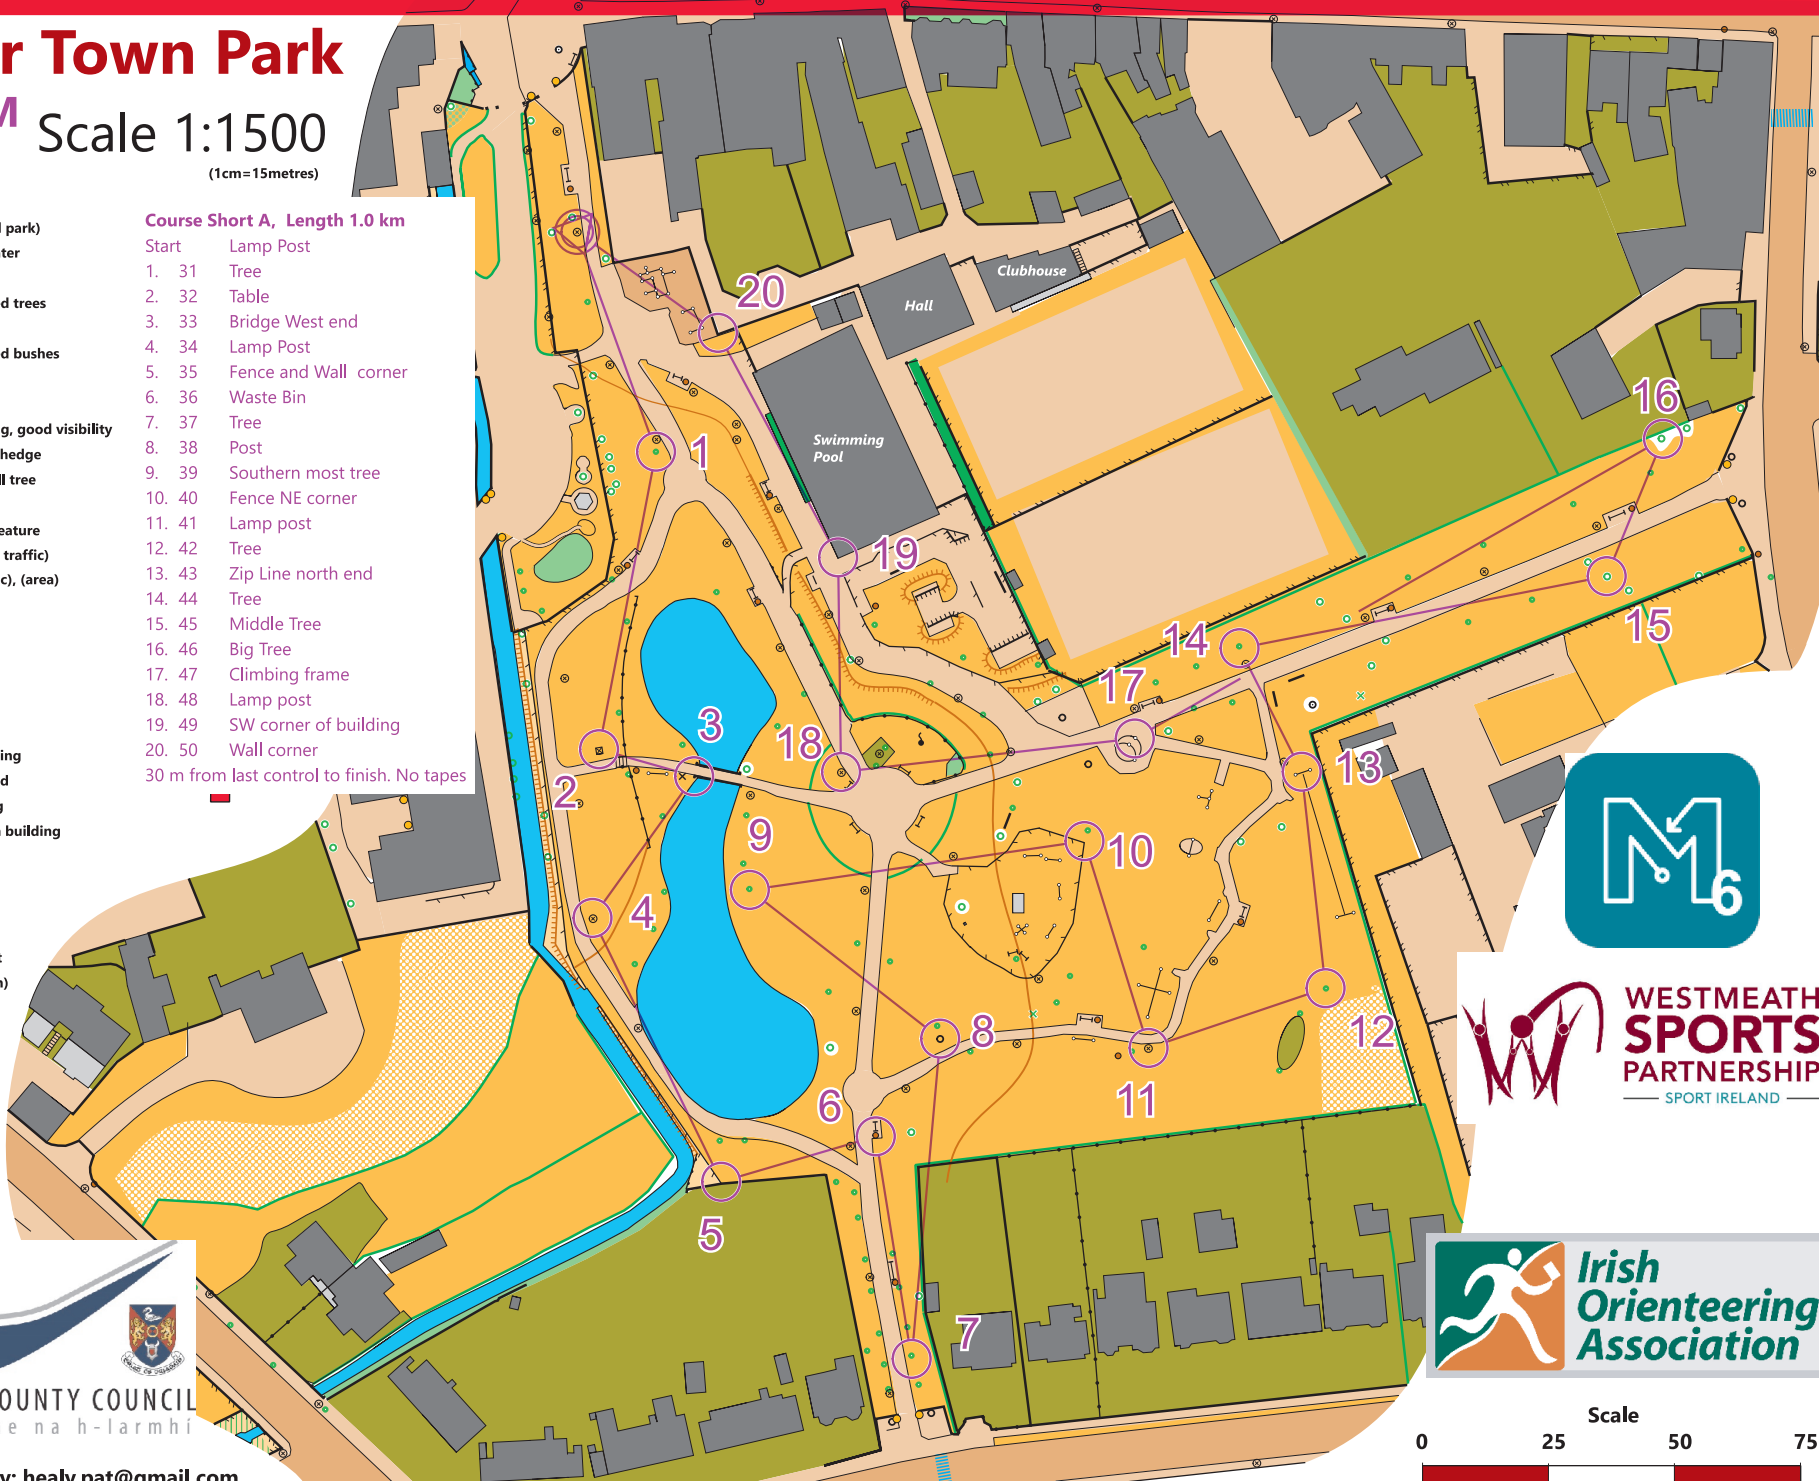 r Town Park
M
Scale 1:1500
(1cm=15metres)
park)
ter
d trees
d bushes
g, good visibility
hedge
ll tree
eature
traffic)
c), (area)
ing
d
g
building
t
)
Course Short A, Length 1.0 km
Start Lamp Post
1. 31 Tree
2. 32 Table
3. 33 Bridge West end
4. 34 Lamp Post
5. 35 Fence and Wall corner
6. 36 Waste Bin
7. 37 Tree
8. 38 Post
9. 39 Southern most tree
10. 40 Fence NE corner
11. 41 Lamp post
12. 42 Tree
13. 43 Zip Line north end
14. 44 Tree
15. 45 Middle Tree
16. 46 Big Tree
17. 47 Climbing frame
18. 48 Lamp post
19. 49 SW corner of building
20. 50 Wall corner
30 m from last control to finish. No tapes
20
Clubhouse
Hall
16
Swimming
Pool
1
19
15
14
17
3
18
13
2
9
10
4
M6
8
12
11
6
5
7
WESTMEATH
SPORTS
PARTNERSHIP
SPORT IRELAND
Irish
Orienteering
Association
OUNTY COUNCIL
e na h-Iarmhí
y: healy.pat@gmail.com
Scale
0 25 50 75